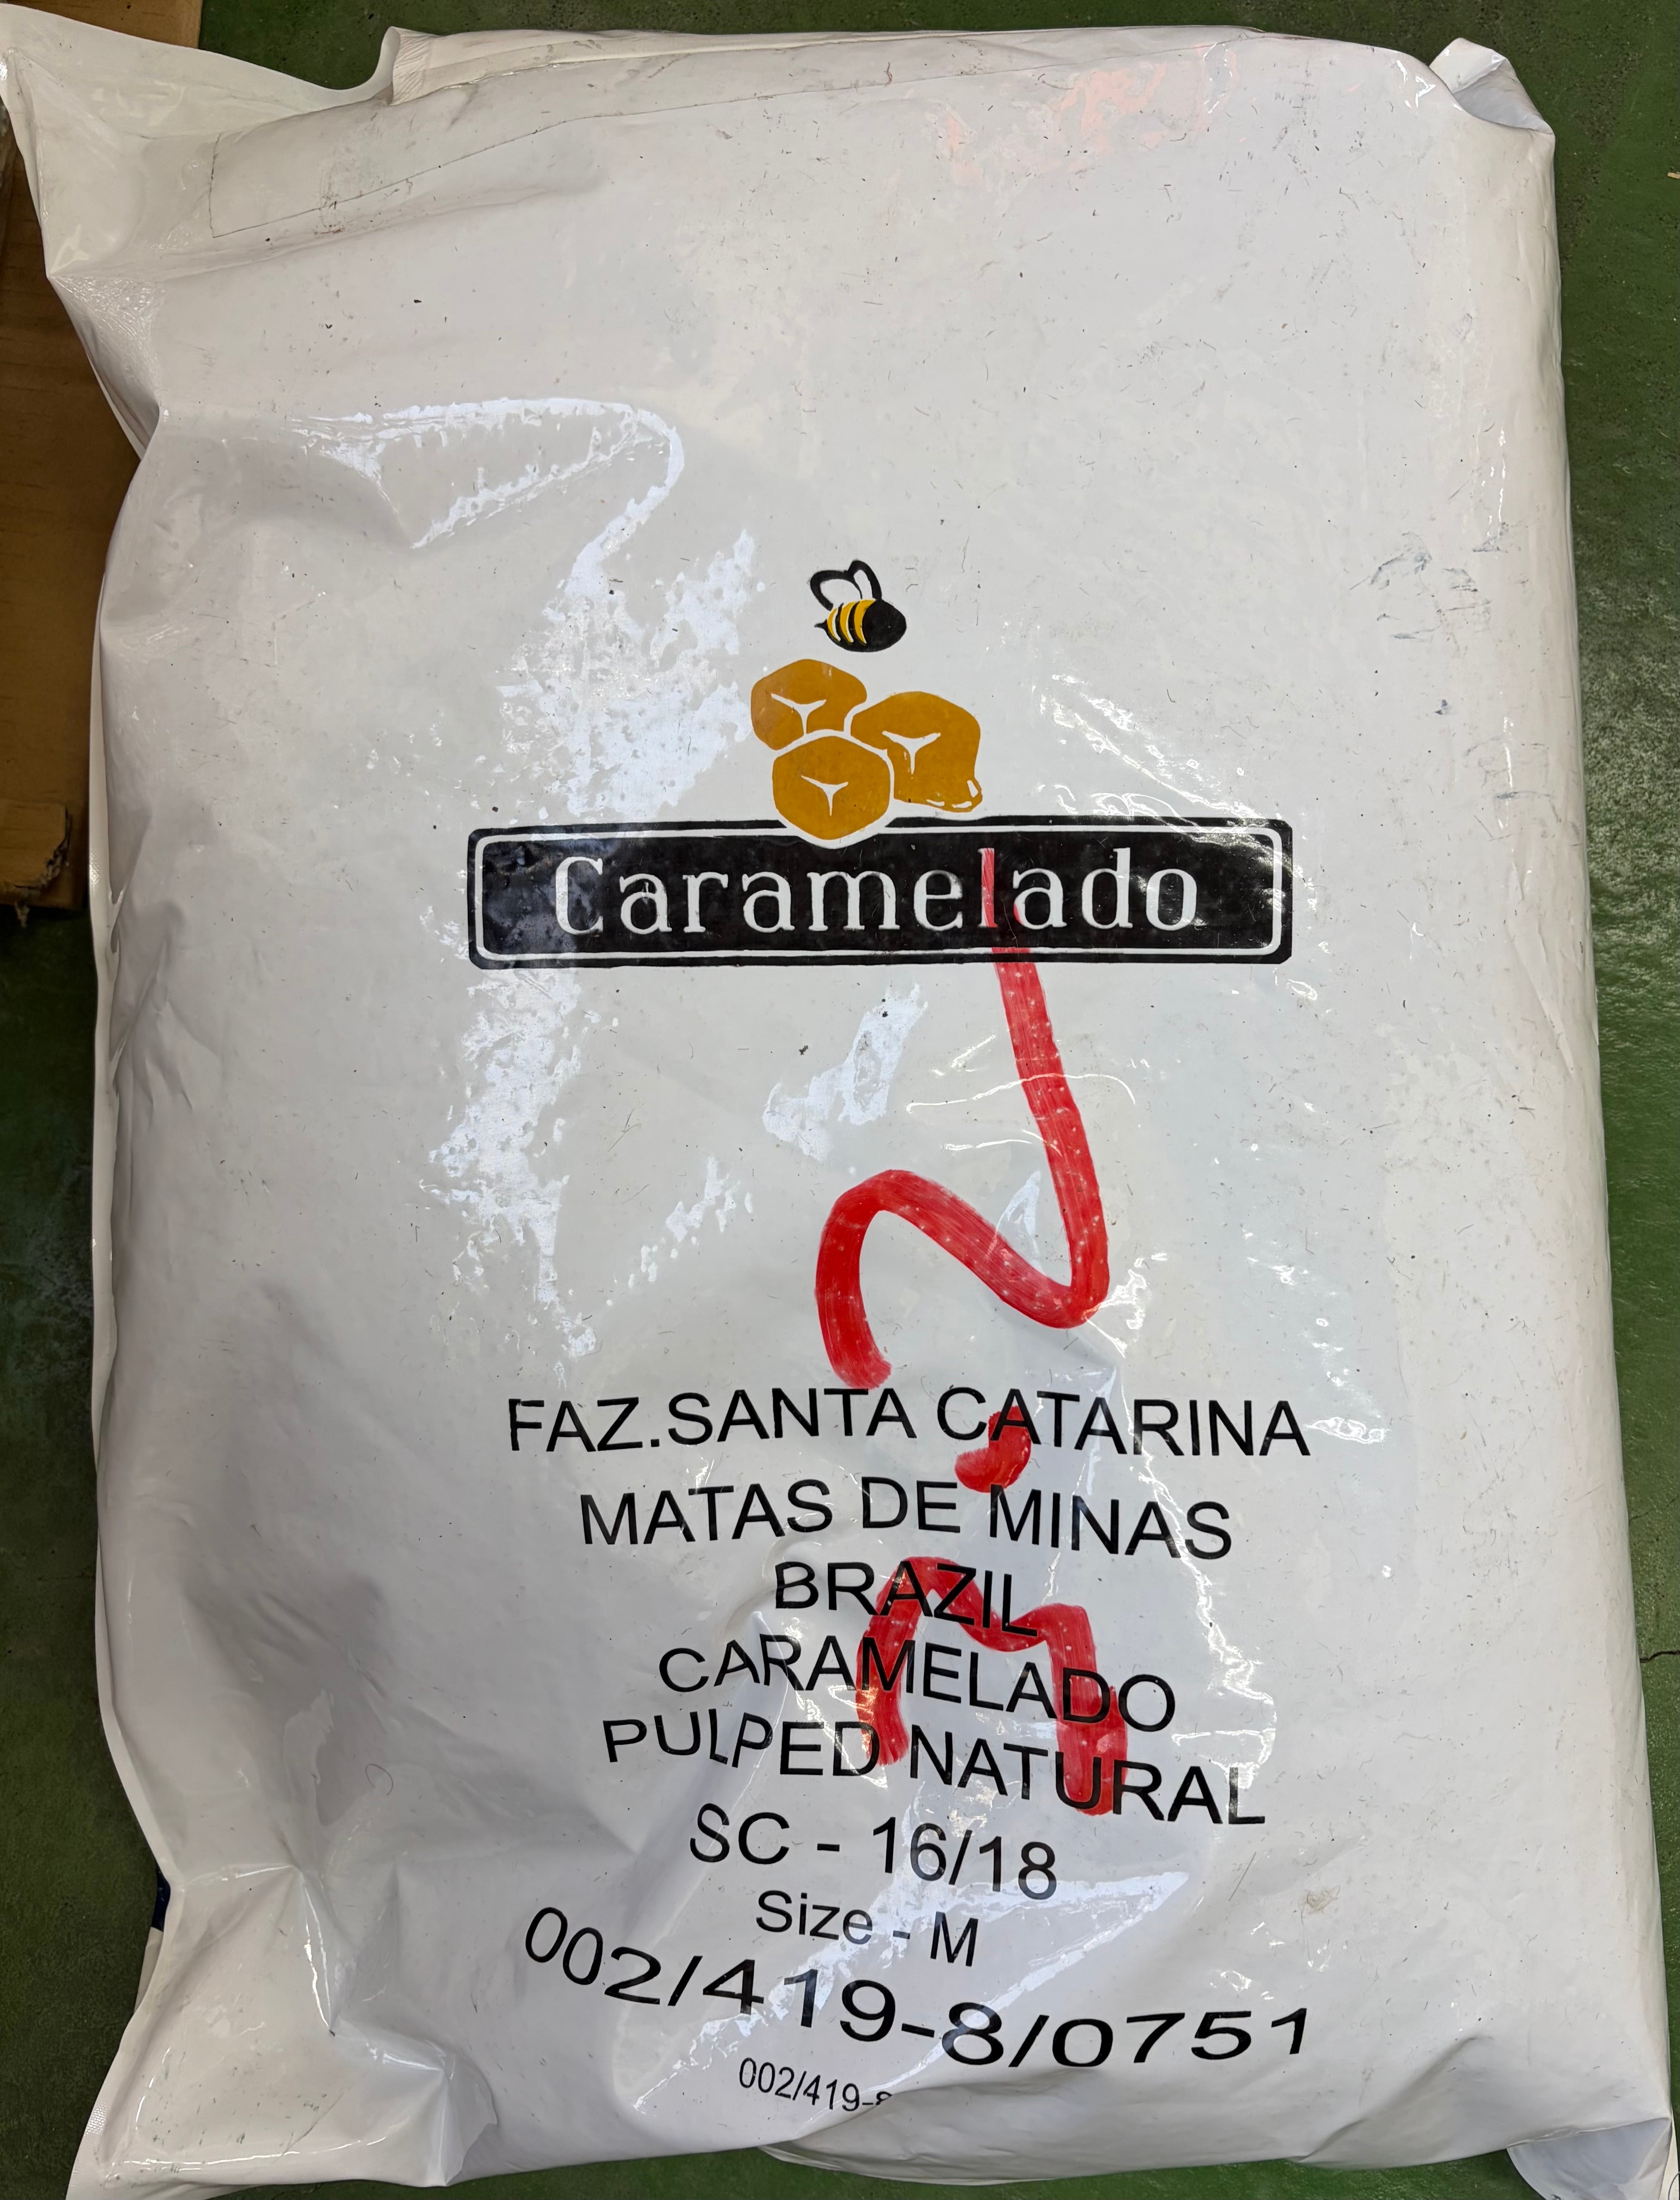 Caramelado
FAZ.SANTA CATARINA
MATAS DE MINAS
BRAZIL
CARAMELADO
PULPED NATURAL
SC - 16/18
Size - M
002/419-8/0751